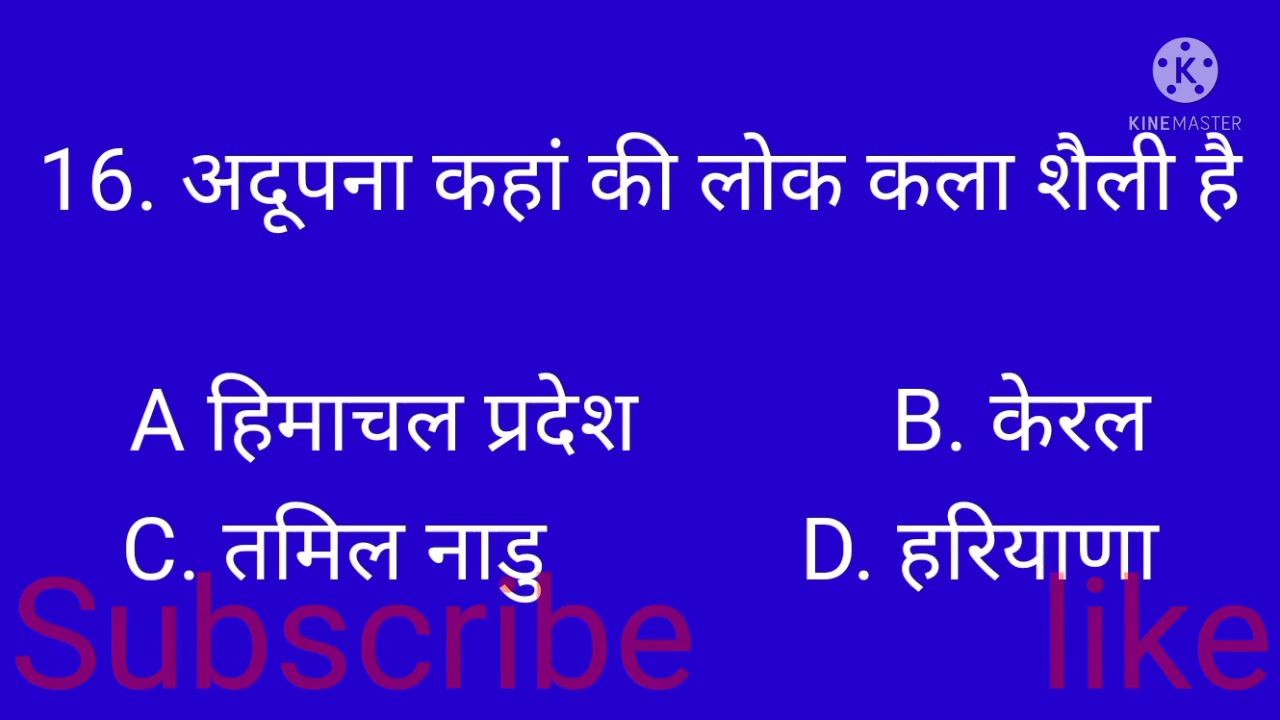 KINEMASTER
16. अदूपना कहां की लोक कला शैली है
A हिमाचल प्रदेश B. केरल
C. तमिल नाडु D. हरियाणा
Subscribe like